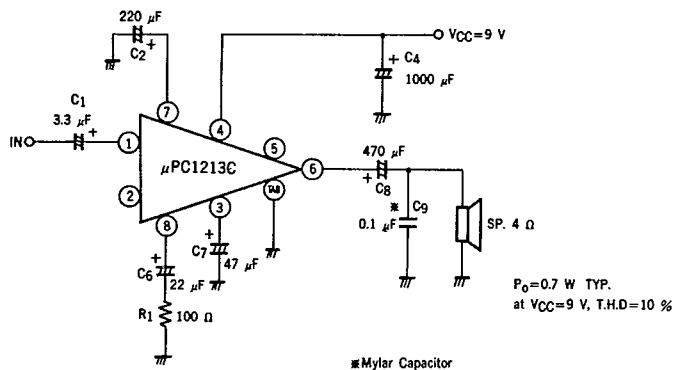 220 μF
C2
+
VCC=9 V
+ C4
1000 μF
C1
3.3 μF
+
IN
7
4
5
1
μPC1213C
6
470 μF
+
C8
2
TAB
3
8
※ C9
0.1 μF
SP. 4 Ω
+
C7
47 μF
+
C6
22 μF
R1
100 Ω
Po=0.7 W TYP.
at VCC=9 V, T.H.D=10 %
※Mylar Capacitor